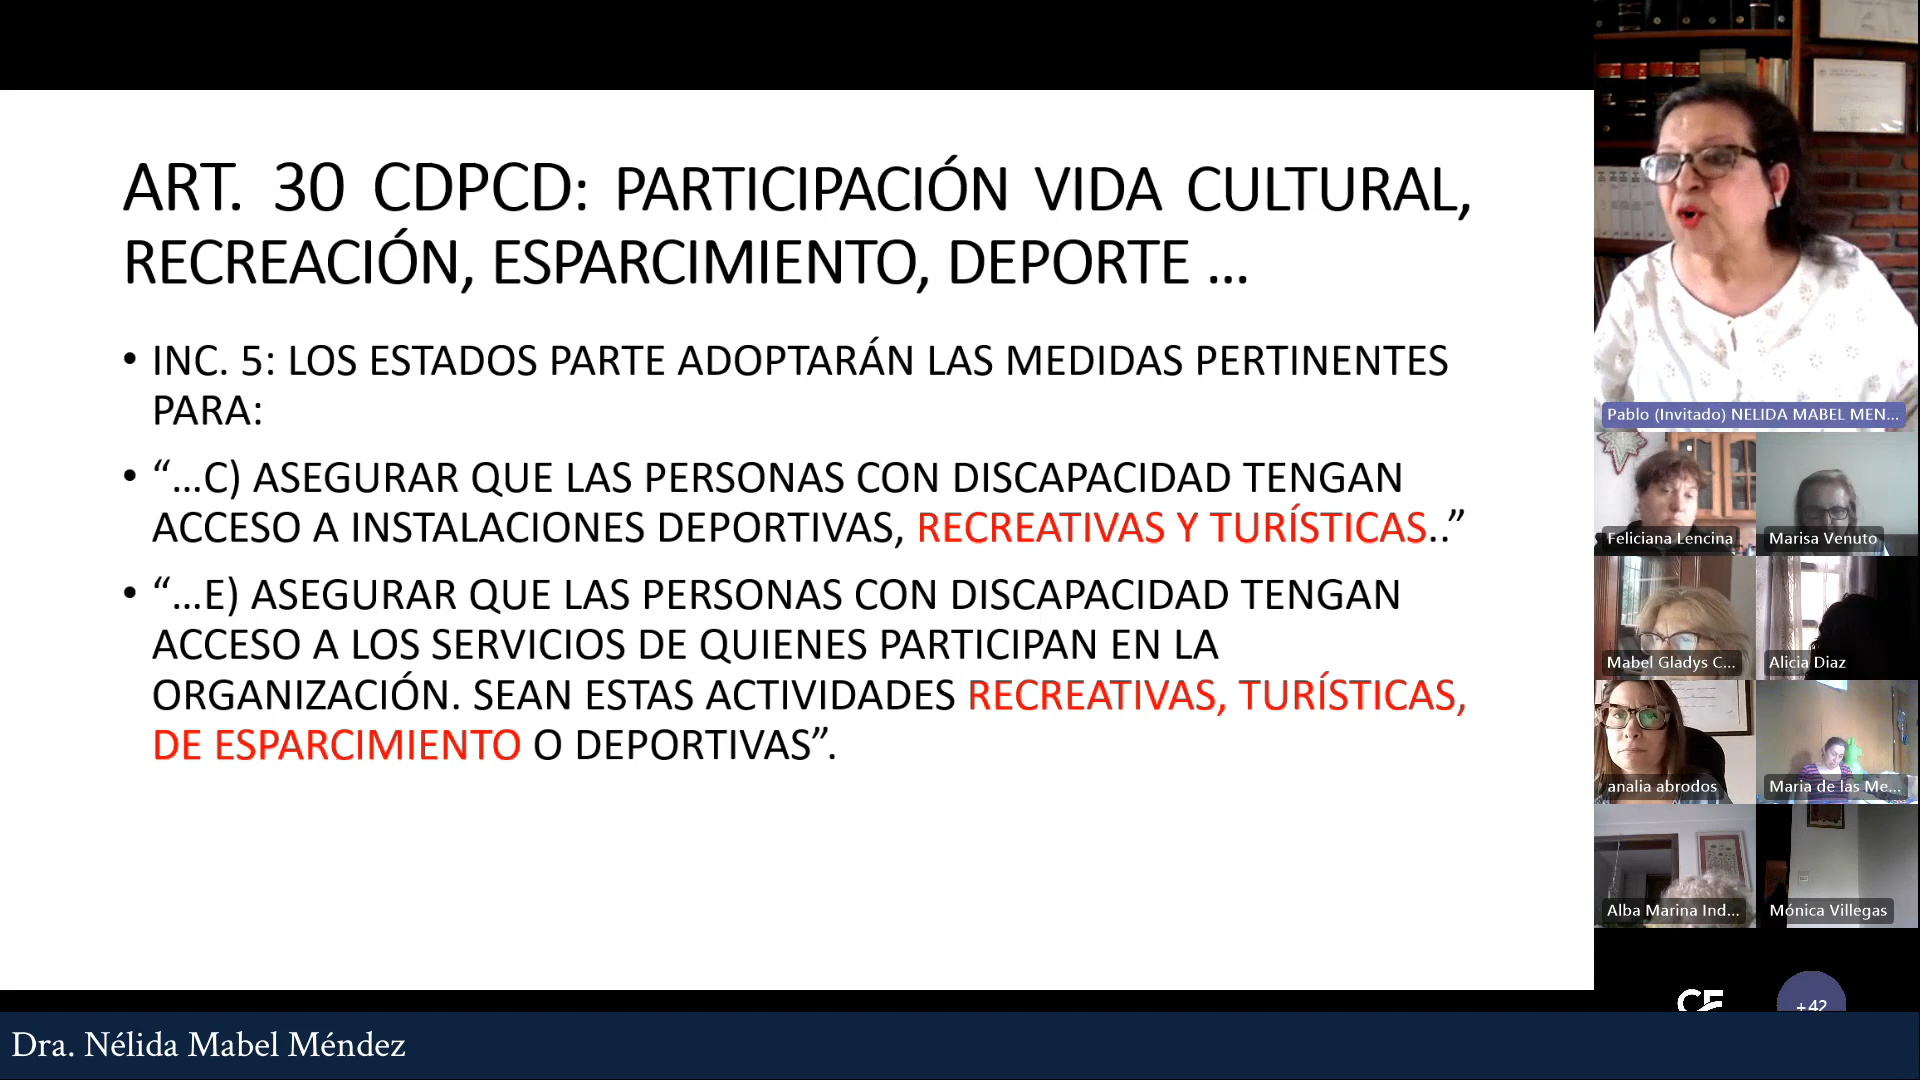 ART. 30 CDPCD: PARTICIPACIÓN VIDA CULTURAL,
RECREACIÓN, ESPARCIMIENTO, DEPORTE ...
• INC. 5: LOS ESTADOS PARTE ADOPTARÁN LAS MEDIDAS PERTINENTES
PARA:
• “...C) ASEGURAR QUE LAS PERSONAS CON DISCAPACIDAD TENGAN
ACCESO A INSTALACIONES DEPORTIVAS, RECREATIVAS Y TURÍSTICAS..”
• “...E) ASEGURAR QUE LAS PERSONAS CON DISCAPACIDAD TENGAN
ACCESO A LOS SERVICIOS DE QUIENES PARTICIPAN EN LA
ORGANIZACIÓN. SEAN ESTAS ACTIVIDADES RECREATIVAS, TURÍSTICAS,
DE ESPARCIMIENTO O DEPORTIVAS”.
Pablo (Invitado) NELIDA MABEL MEN...
Feliciana Lencina
Marisa Venuto
Mabel Gladys C...
Alicia Diaz
analia abrodos
Maria de las Me...
Alba Marina Ind...
Mónica Villegas
+42
Dra. Nélida Mabel Méndez